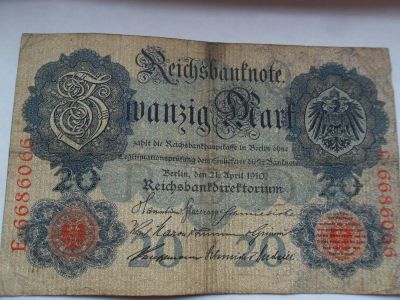 Reichsbanknote.
Zwanzig Mark
zahlt die Reichsbankhauptkasse in Berlin ohne
Legitimationsprüfung dem Einlieferer dieser Banknote.
Berlin, den 21. April 1910.
Reichsbankdirektorium.
20 20
20 20
E·6686066
E·6686066